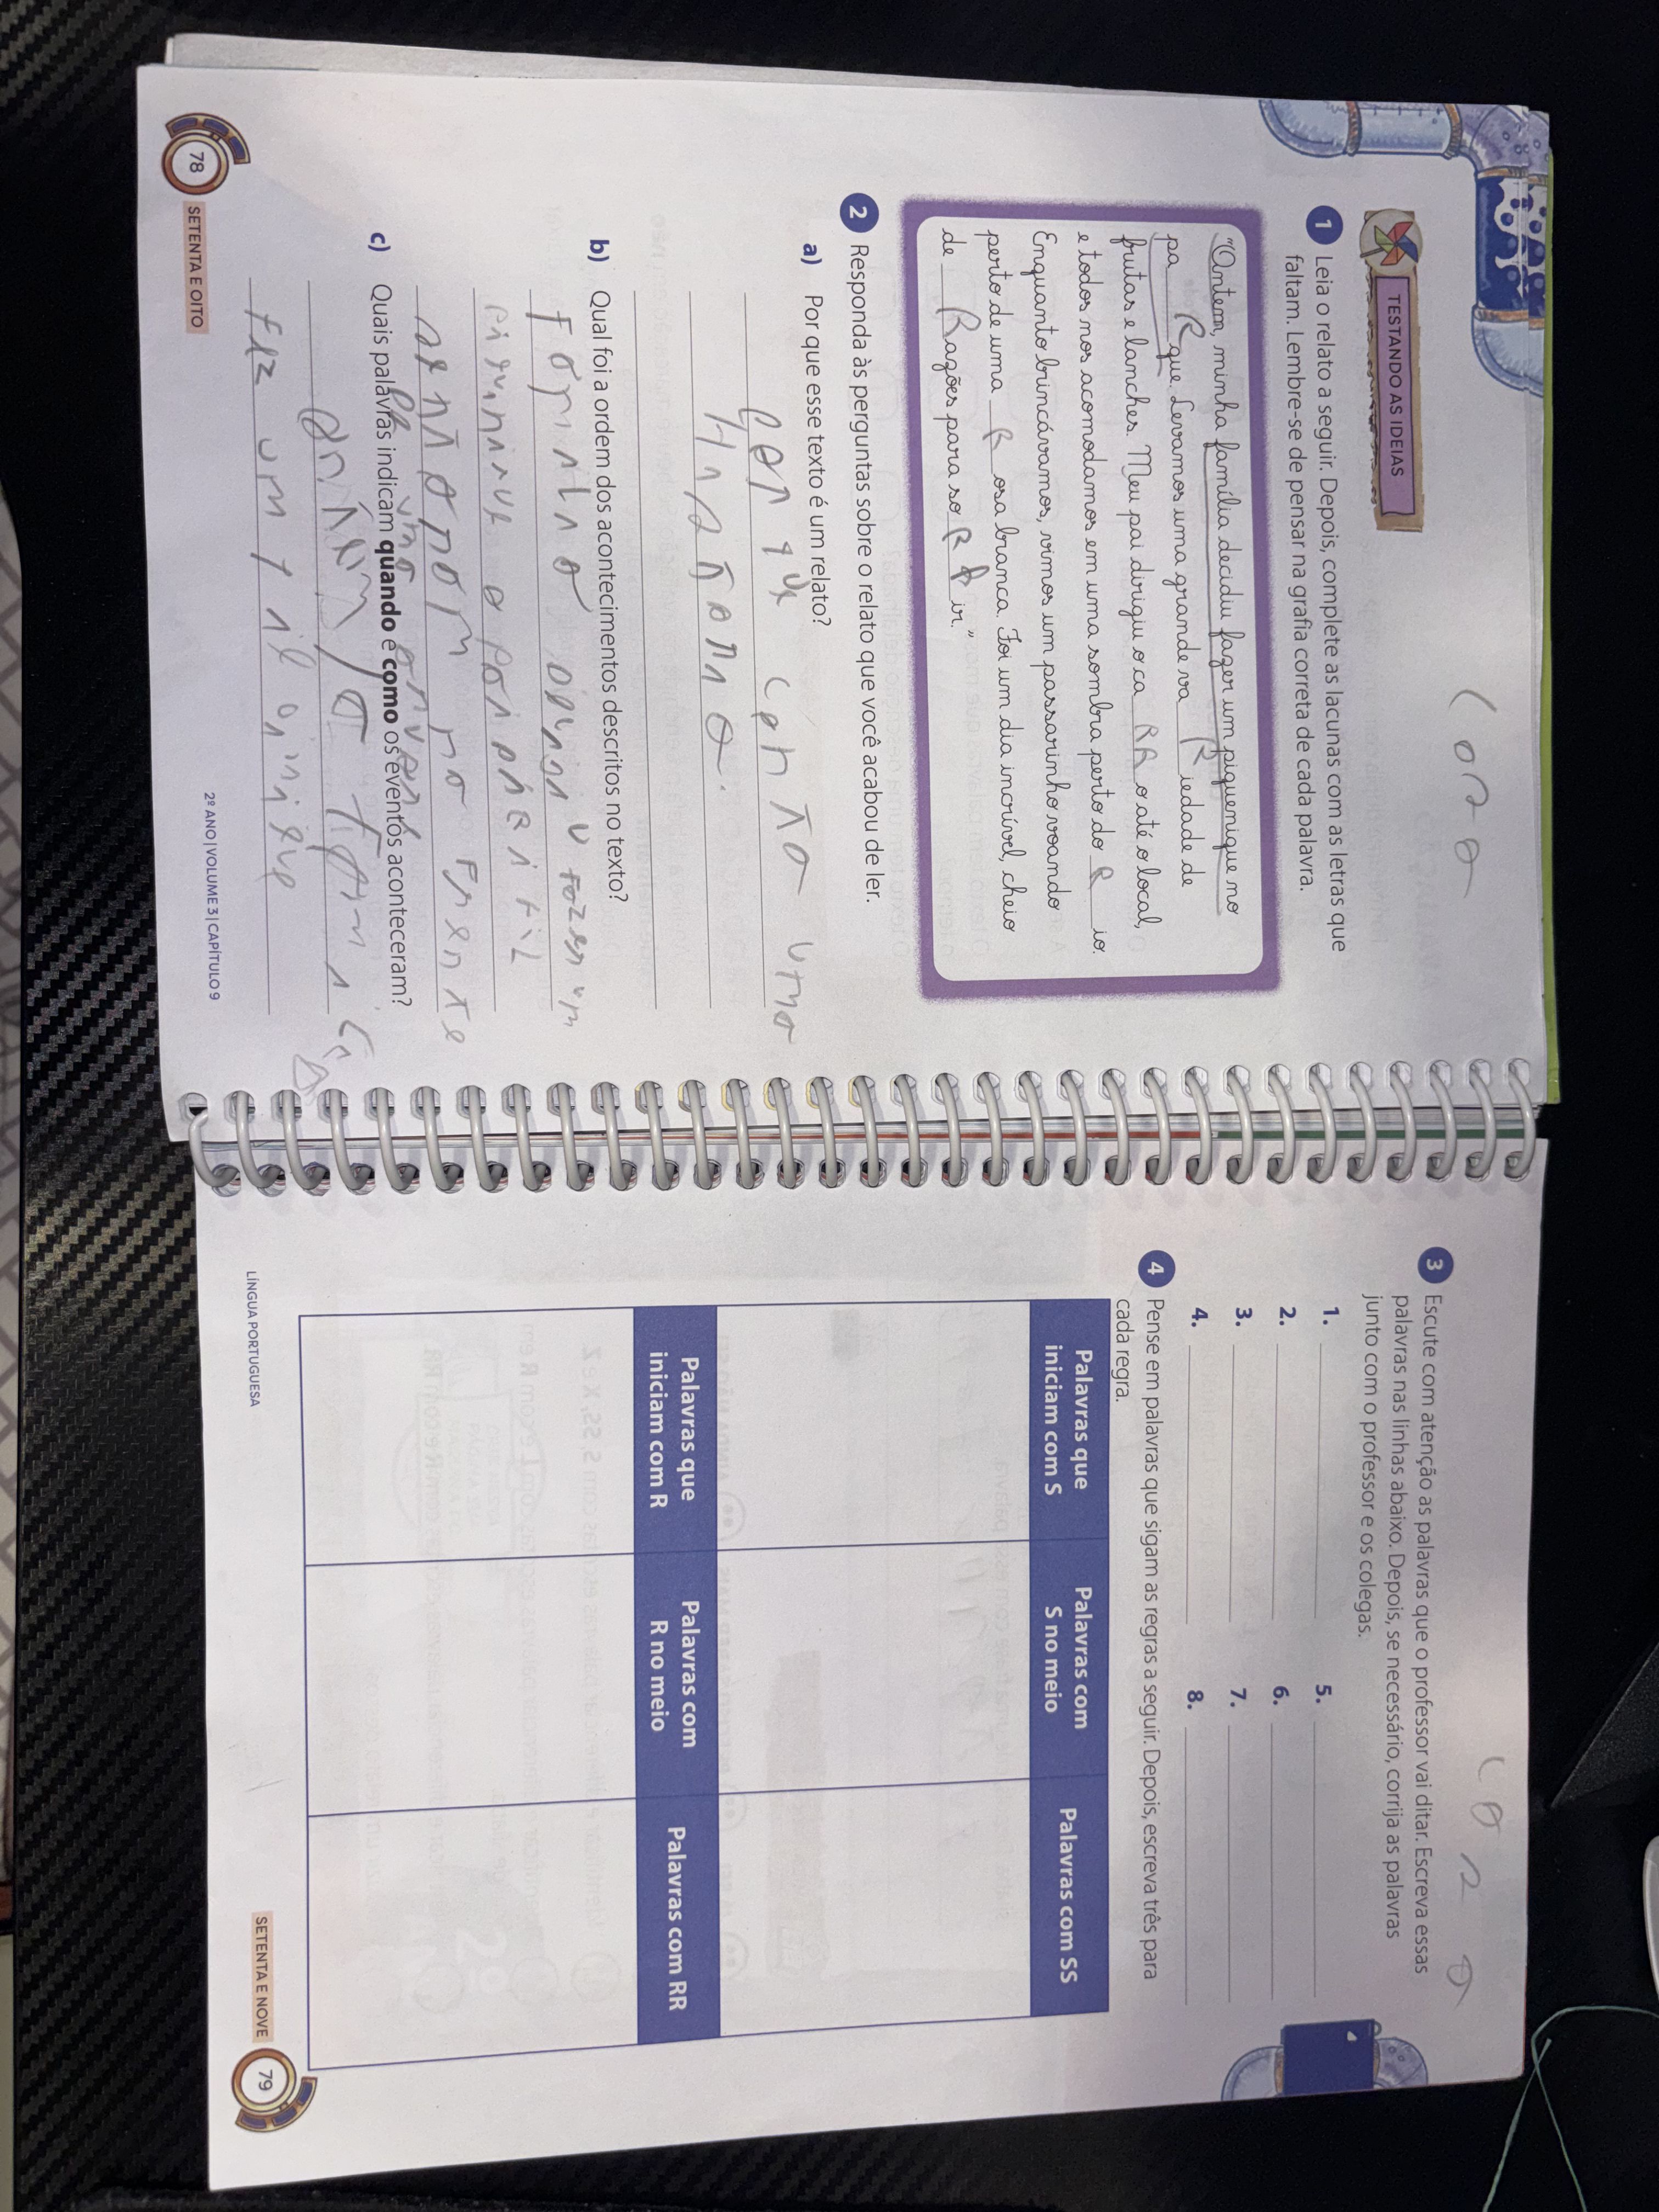 casa
TESTANDO AS IDEIAS
1 Leia o relato a seguir. Depois, complete as lacunas com as letras que
faltam. Lembre-se de pensar na grafia correta de cada palavra.
"Ontem, minha família decidiu fazer um piquenique no
pa R que. Levamos uma grande va R iedade de
frutas e lanches. Meu pai dirigiu o ca RR o até o local,
e todos nos acomodamos em uma sombra perto do R io.
Enquanto brincávamos, vimos um passarinho voando
perto de uma R osa branca. Foi um dia incrível, cheio
de Razões para so R R ir."
2 Responda às perguntas sobre o relato que você acabou de ler.
a) Por que esse texto é um relato?
por que conta uma
b) Qual foi a ordem dos acontecimentos descritos no texto?
c) Quais palavras indicam quando e como os eventos aconteceram?
78 SETENTA E OITO
2º ANO | VOLUME 3 | CAPÍTULO 9
casa
3 Escute com atenção as palavras que o professor vai ditar. Escreva essas
palavras nas linhas abaixo. Depois, se necessário, corrija as palavras
junto com o professor e os colegas.
1.
2.
3.
4.
5.
6.
7.
8.
4 Pense em palavras que sigam as regras a seguir. Depois, escreva três para
cada regra.
Palavras que
iniciam com S
Palavras com
S no meio
Palavras com SS
Palavras que
iniciam com R
Palavras com
R no meio
Palavras com RR
LÍNGUA PORTUGUESA
SETENTA E NOVE 79